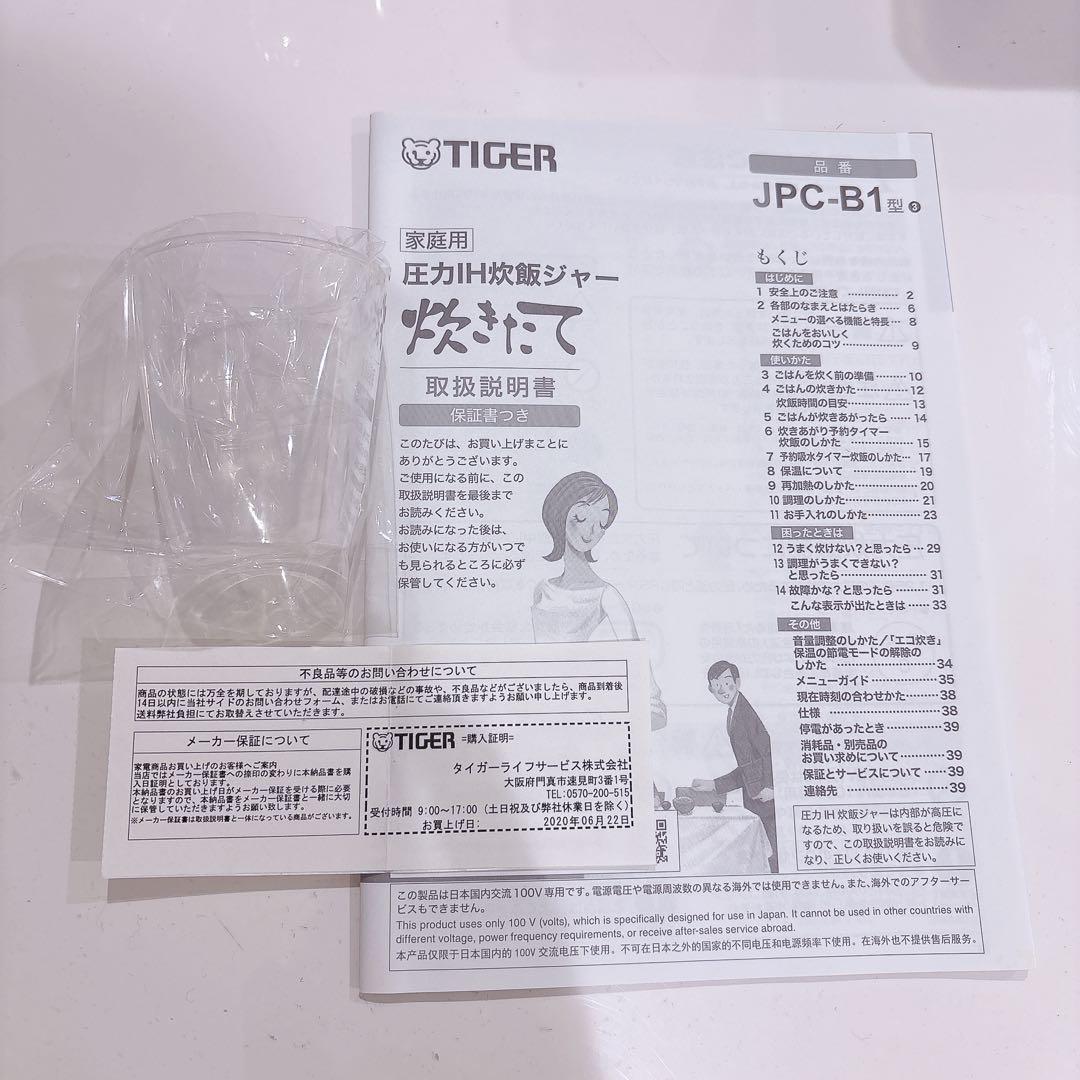 TIGER
品番
JPC-B1型 3
家庭用
圧力IH炊飯ジャー
炊きたて
取扱説明書
保証書つき
このたびは、お買い上げまことに
ありがとうございます。
ご使用になる前に、この
取扱説明書を最後まで
お読みください。
お読みになった後は、
お使いになる方がいつで
も見られるところに必ず
保管してください。
もくじ
はじめに
1 安全上のご注意 …………… 2
2 各部のなまえとはたらき …… 6
メニューの選べる機能と特長… 8
ごはんをおいしく
炊くためのコツ……………… 9
使いかた
3 ごはんを炊く前の準備……… 10
4 ごはんの炊きかた…………… 12
炊飯時間の目安……………… 13
5 ごはんが炊きあがったら …… 14
6 炊きあがり予約タイマー
炊飯のしかた ……………… 15
7 予約吸水タイマー炊飯のしかた… 17
8 保温について ……………… 19
9 再加熱のしかた……………… 20
10 調理のしかた………………… 21
11 お手入れのしかた…………… 23
困ったときは
12 うまく炊けない?と思ったら… 29
13 調理がうまくできない?
と思ったら…………………… 31
14 故障かな?と思ったら ……… 31
こんな表示が出たときは …… 33
その他
音量調整のしかた/「エコ炊き」
保温の節電モードの解除の
しかた ……………………… 34
メニューガイド……………… 35
現在時刻の合わせかた……… 38
仕様 ………………………… 38
停電があったとき …………… 39
消耗品・別売品の
お買い求めについて………… 39
保証とサービスについて …… 39
連絡先 ……………………… 39
圧力 IH 炊飯ジャーは内部が高圧に
なるため、取り扱いを誤ると危険で
すので、この取扱説明書をお読みに
なり、正しくお使いください。
不良品等のお問い合わせについて
商品の状態には万全を期しておりますが、配達途中の破損などの事故や、不良品などがございましたら、商品到着後
14日以内に当社サイドのお問い合わせフォーム、またはお電話にてご連絡頂きますようお願い申し上げます。
送料弊社負担にてお取替えさせていただきます。
メーカー保証について
家電商品お買い上げのお客様へご案内
当店ではメーカー保証書への捺印の変わりに本納品書を購
入日証明としております。
本納品書のお買い上げ日がメーカー保証を受ける際に必要
となりますので、本納品書をメーカー保証書と一緒に大切
に保管していただきますようお願い致します。
※メーカー保証書は取扱説明書と一体になっている商品がございます。
TIGER =購入証明=
タイガーライフサービス株式会社
大阪府門真市速見町3番1号
TEL:0570-200-515
受付時間 9:00~17:00 (土日祝及び弊社休業日を除く)
お買上げ日: 2020年06月22日
この製品は日本国内交流100V専用です。電源電圧や電源周波数の異なる海外では使用できません。また、海外でのアフターサー
ビスもできません。
This product uses only 100 V (volts), which is specifically designed for use in Japan. It cannot be used in other countries with
different voltage, power frequency requirements, or receive after-sales service abroad.
本产品仅限于日本国内的100V 交流电压下使用。不可在日本之外的国家的不同电压和电源频率下使用。在海外也不提供售后服务。